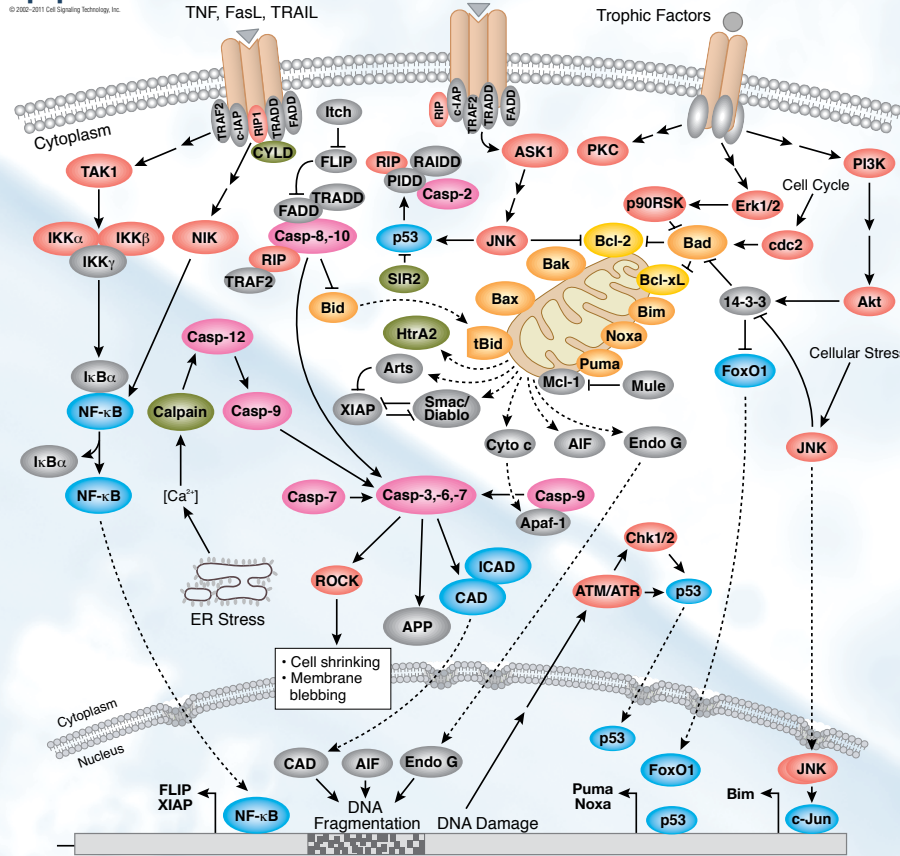 © 2002–2011 Cell Signaling Technology, Inc.
TNF, FasL, TRAIL
Trophic Factors
Cytoplasm
TRAF2
c-IAP
RIP1
TRADD
FADD
CYLD
Itch
RIP
c-IAP
TRAF2
TRADD
FADD
TAK1
FLIP
RIP
RAIDD
PIDD
Casp-2
ASK1
PKC
PI3K
Cell Cycle
TRADD
FADD
p90RSK
Erk1/2
IKKα
IKKβ
IKKγ
NIK
Casp-8,-10
p53
JNK
Bcl-2
Bad
cdc2
RIP
TRAF2
SIR2
Bak
Bcl-xL
Bid
Bax
Bim
14-3-3
Akt
Casp-12
HtrA2
tBid
Noxa
Puma
Cellular Stress
IκBα
Arts
Mcl-1
Mule
FoxO1
NF-κB
Calpain
Casp-9
XIAP
Smac/
Diablo
Cyto c
AIF
Endo G
JNK
IκBα
NF-κB
[Ca2+]
Casp-7
Casp-3,-6,-7
Casp-9
Apaf-1
Chk1/2
ICAD
ROCK
CAD
ATM/ATR
p53
ER Stress
APP
• Cell shrinking
• Membrane
blebbing
Cytoplasm
Nucleus
p53
CAD
AIF
Endo G
FoxO1
JNK
FLIP
XIAP
NF-κB
DNA
Fragmentation
DNA Damage
Puma
Noxa
p53
Bim
c-Jun